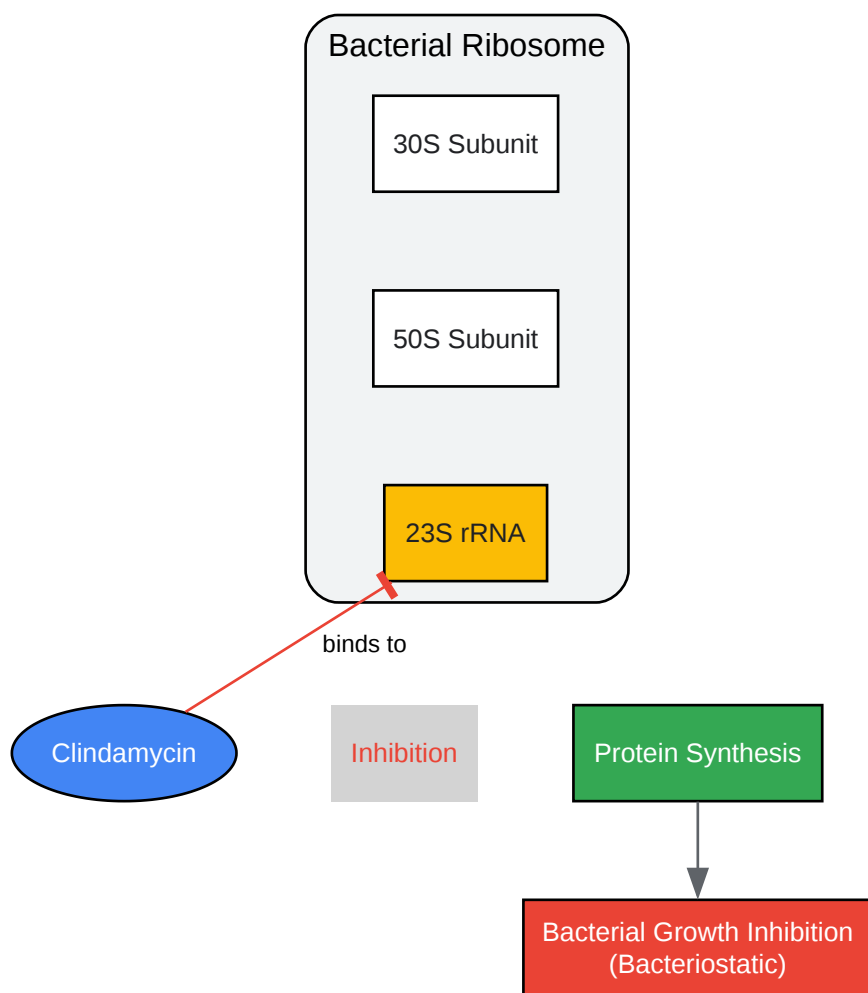 Bacterial Ribosome
30S Subunit
50S Subunit
23S rRNA
binds to
Clindamycin
Inhibition
Protein Synthesis
Bacterial Growth Inhibition
(Bacteriostatic)